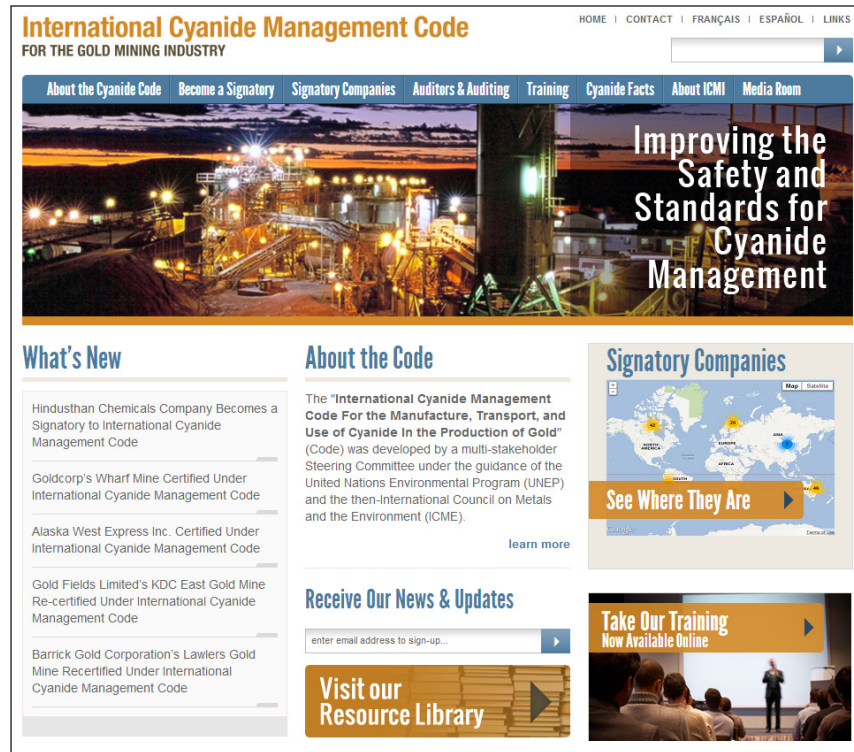 International Cyanide Management Code
FOR THE GOLD MINING INDUSTRY
HOME | CONTACT | FRANÇAIS | ESPAÑOL | LINKS
About the Cyanide Code Become a Signatory Signatory Companies Auditors & Auditing Training Cyanide Facts About ICMI Media Room
Improving the
Safety and
Standards for
Cyanide
Management
What's New
Hindusthan Chemicals Company Becomes a
Signatory to International Cyanide
Management Code
Goldcorp's Wharf Mine Certified Under
International Cyanide Management Code
Alaska West Express Inc. Certified Under
International Cyanide Management Code
Gold Fields Limited's KDC East Gold Mine
Re-certified Under International Cyanide
Management Code
Barrick Gold Corporation's Lawlers Gold
Mine Recertified Under International
Cyanide Management Code
About the Code
The "International Cyanide Management
Code For the Manufacture, Transport, and
Use of Cyanide In the Production of Gold"
(Code) was developed by a multi-stakeholder
Steering Committee under the guidance of the
United Nations Environmental Program (UNEP)
and the then-International Council on Metals
and the Environment (ICME).
learn more
Receive Our News & Updates
enter email address to sign-up...
Visit our
Resource Library
Signatory Companies
Map Satellite
42
26
ASIA
NORTH
AMERICA
EUROPE
7
AFRICA
SOUTH
46
See Where They Are
Google
Terms of Use
Take Our Training
Now Available Online